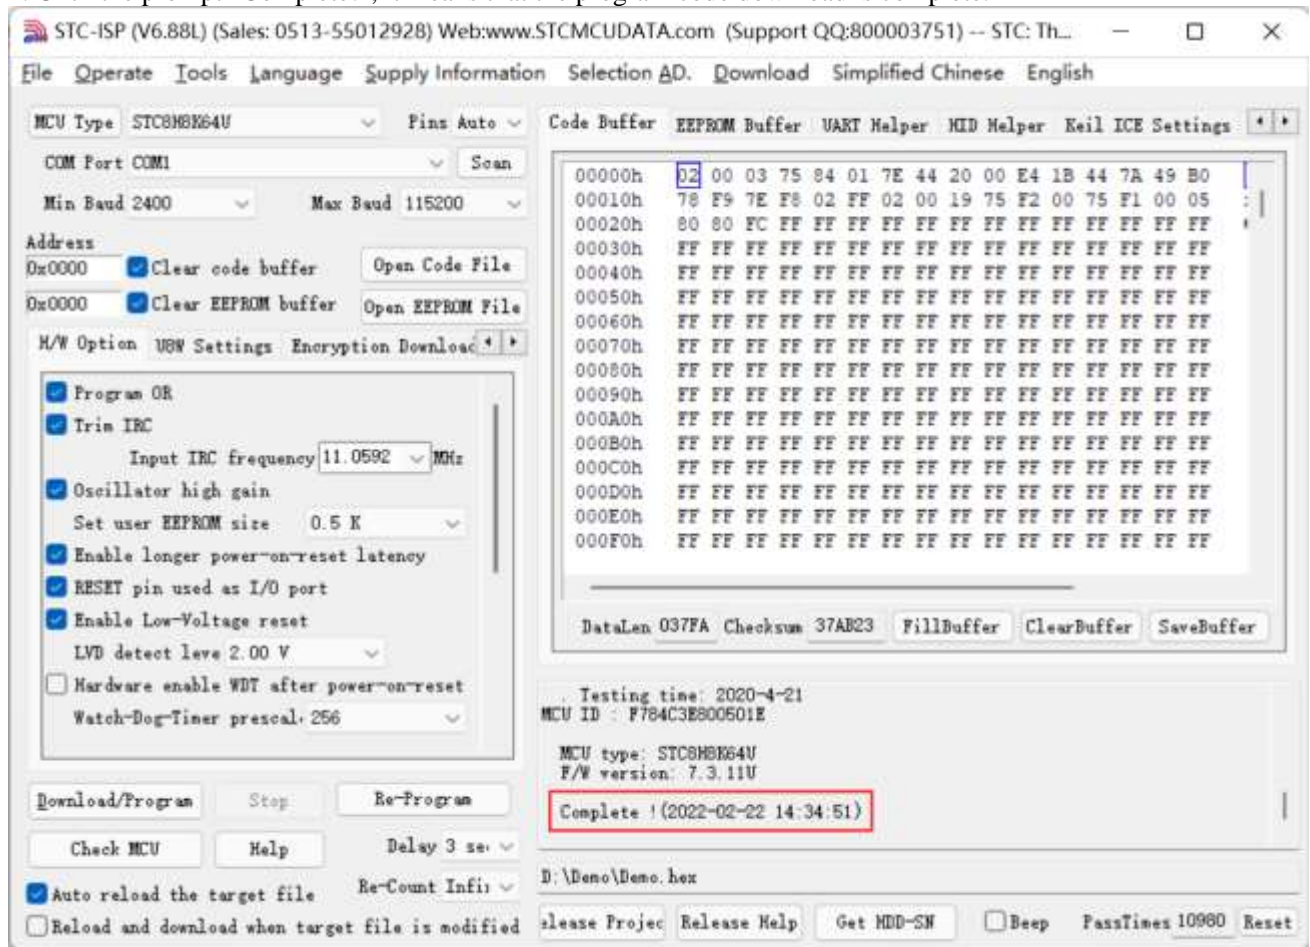 STC-ISP (V6.88L) (Sales: 0513-55012928) Web:www.STCMCUDATA.com (Support QQ:800003751) -- STC: Th...
File Operate Tools Language Supply Information Selection AD. Download Simplified Chinese English
MCU Type STC8H8K64U Pins Auto
COM Port COM1 Scan
Min Baud 2400 Max Baud 115200
Address
0x0000 Clear code buffer Open Code File
0x0000 Clear EEPROM buffer Open EEPROM File
H/W Option U8W Settings Encryption Download
Program OR
Trim IRC
Input IRC frequency 11.0592 MHz
Oscillator high gain
Set user EEPROM size 0.5 K
Enable longer power-on-reset latency
RESET pin used as I/O port
Enable Low-Voltage reset
LVD detect leve 2.00 V
Hardware enable WDT after power-on-reset
Watch-Dog-Timer prescal 256
Download/Program Stop Re-Program
Check MCU Help Delay 3 se
Auto reload the target file Re-Count Infi
Reload and download when target file is modified
Code Buffer EEPROM Buffer UART Helper HID Helper Keil ICE Settings
00000h 02 00 03 75 84 01 7E 44 20 00 E4 1B 44 7A 49 B0
00010h 78 F9 7E F8 02 FF 02 00 19 75 F2 00 75 F1 00 05
00020h 80 80 FC FF FF FF FF FF FF FF FF FF FF FF FF FF
00030h FF FF FF FF FF FF FF FF FF FF FF FF FF FF FF FF
00040h FF FF FF FF FF FF FF FF FF FF FF FF FF FF FF FF
00050h FF FF FF FF FF FF FF FF FF FF FF FF FF FF FF FF
00060h FF FF FF FF FF FF FF FF FF FF FF FF FF FF FF FF
00070h FF FF FF FF FF FF FF FF FF FF FF FF FF FF FF FF
00080h FF FF FF FF FF FF FF FF FF FF FF FF FF FF FF FF
00090h FF FF FF FF FF FF FF FF FF FF FF FF FF FF FF FF
000A0h FF FF FF FF FF FF FF FF FF FF FF FF FF FF FF FF
000B0h FF FF FF FF FF FF FF FF FF FF FF FF FF FF FF FF
000C0h FF FF FF FF FF FF FF FF FF FF FF FF FF FF FF FF
000D0h FF FF FF FF FF FF FF FF FF FF FF FF FF FF FF FF
000E0h FF FF FF FF FF FF FF FF FF FF FF FF FF FF FF FF
000F0h FF FF FF FF FF FF FF FF FF FF FF FF FF FF FF FF
DataLen 037FA Checksum 37AB23 FillBuffer ClearBuffer SaveBuffer
. Testing time: 2020-4-21
MCU ID : F784C3E800501E
MCU type: STC8H8K64U
F/W version: 7.3.11U
Complete !(2022-02-22 14:34:51)
D:\Demo\Demo.hex
elease Projec Release Help Get HDD-SN Beep PassTimes 10980 Reset